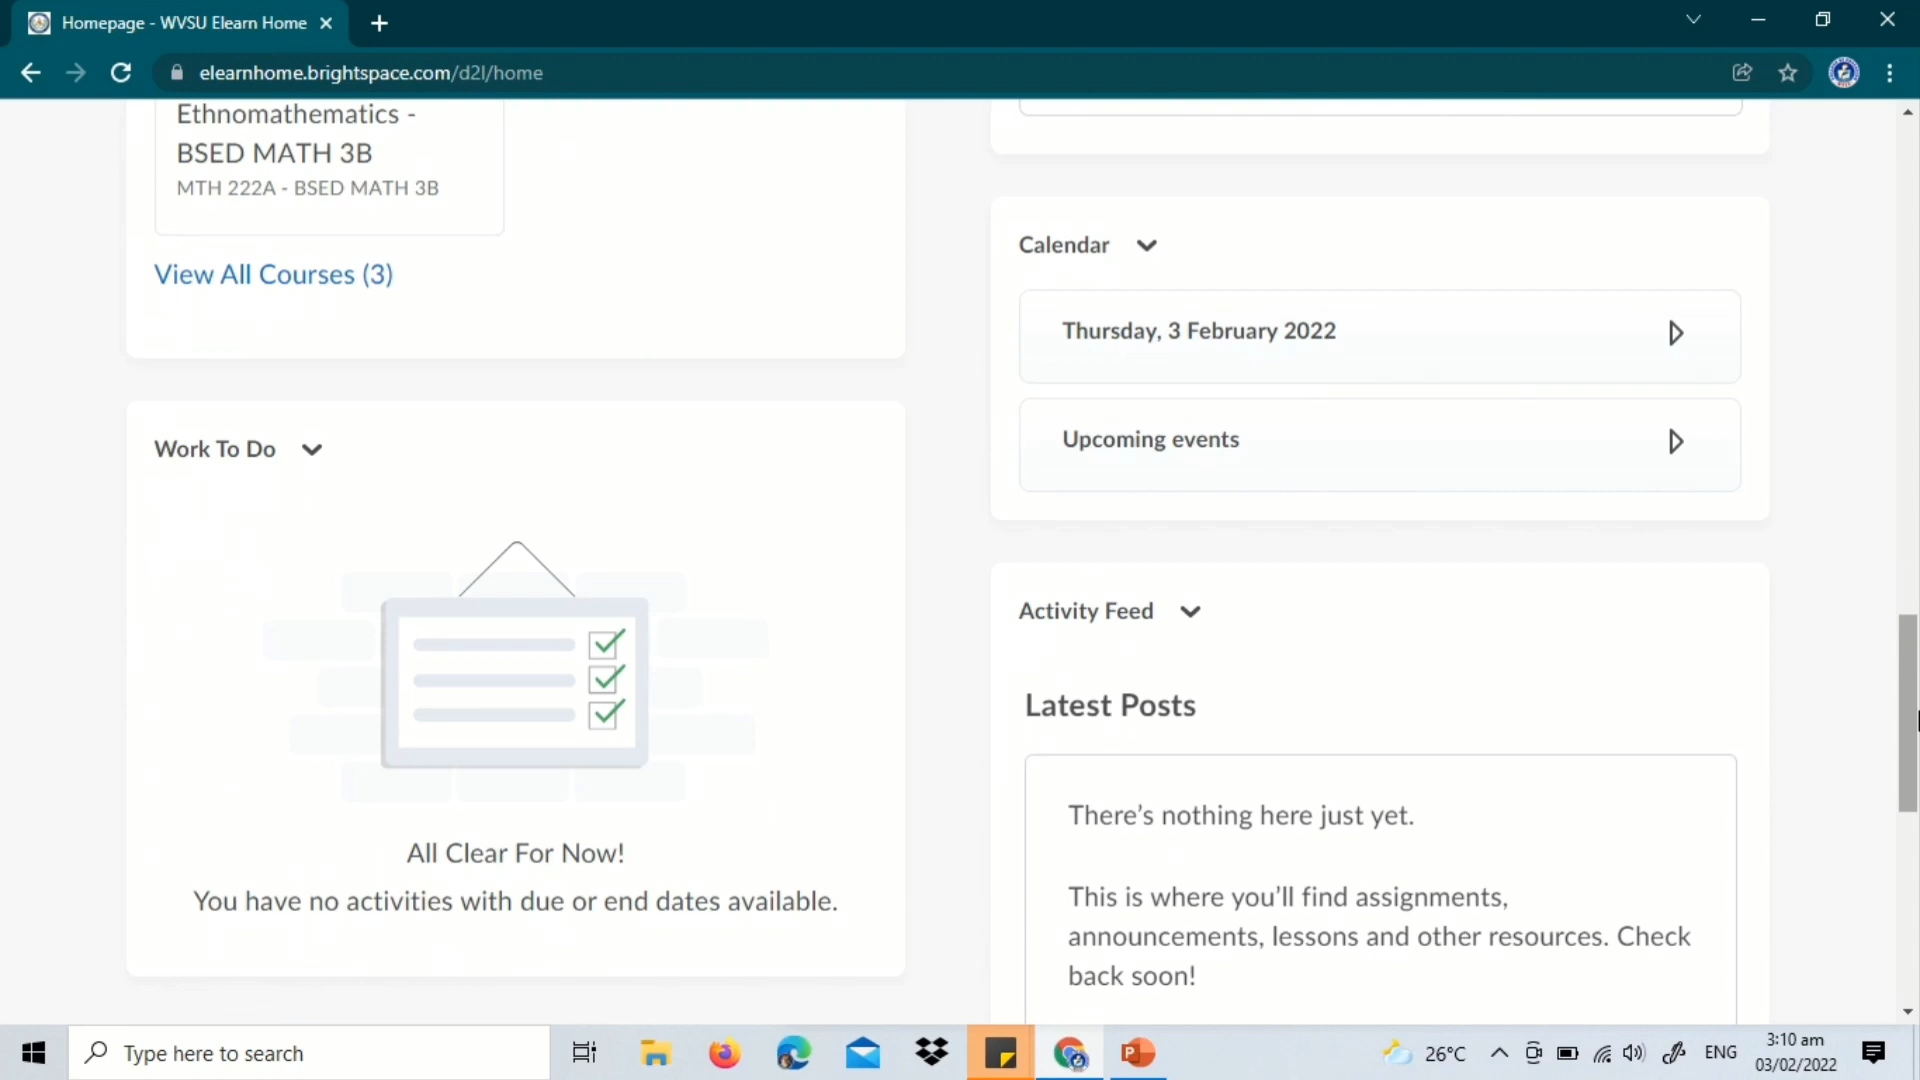 Homepage - WVSU Elearn Home
elearnhome.brightspace.com/d2l/home
Ethnomathematics -
BSED MATH 3B
MTH 222A - BSED MATH 3B
View All Courses (3)
Work To Do
All Clear For Now!
You have no activities with due or end dates available.
Calendar
Thursday, 3 February 2022
Upcoming events
Activity Feed
Latest Posts
There's nothing here just yet.
This is where you'll find assignments,
announcements, lessons and other resources. Check
back soon!
Type here to search
26°C
ENG
3:10 am
03/02/2022